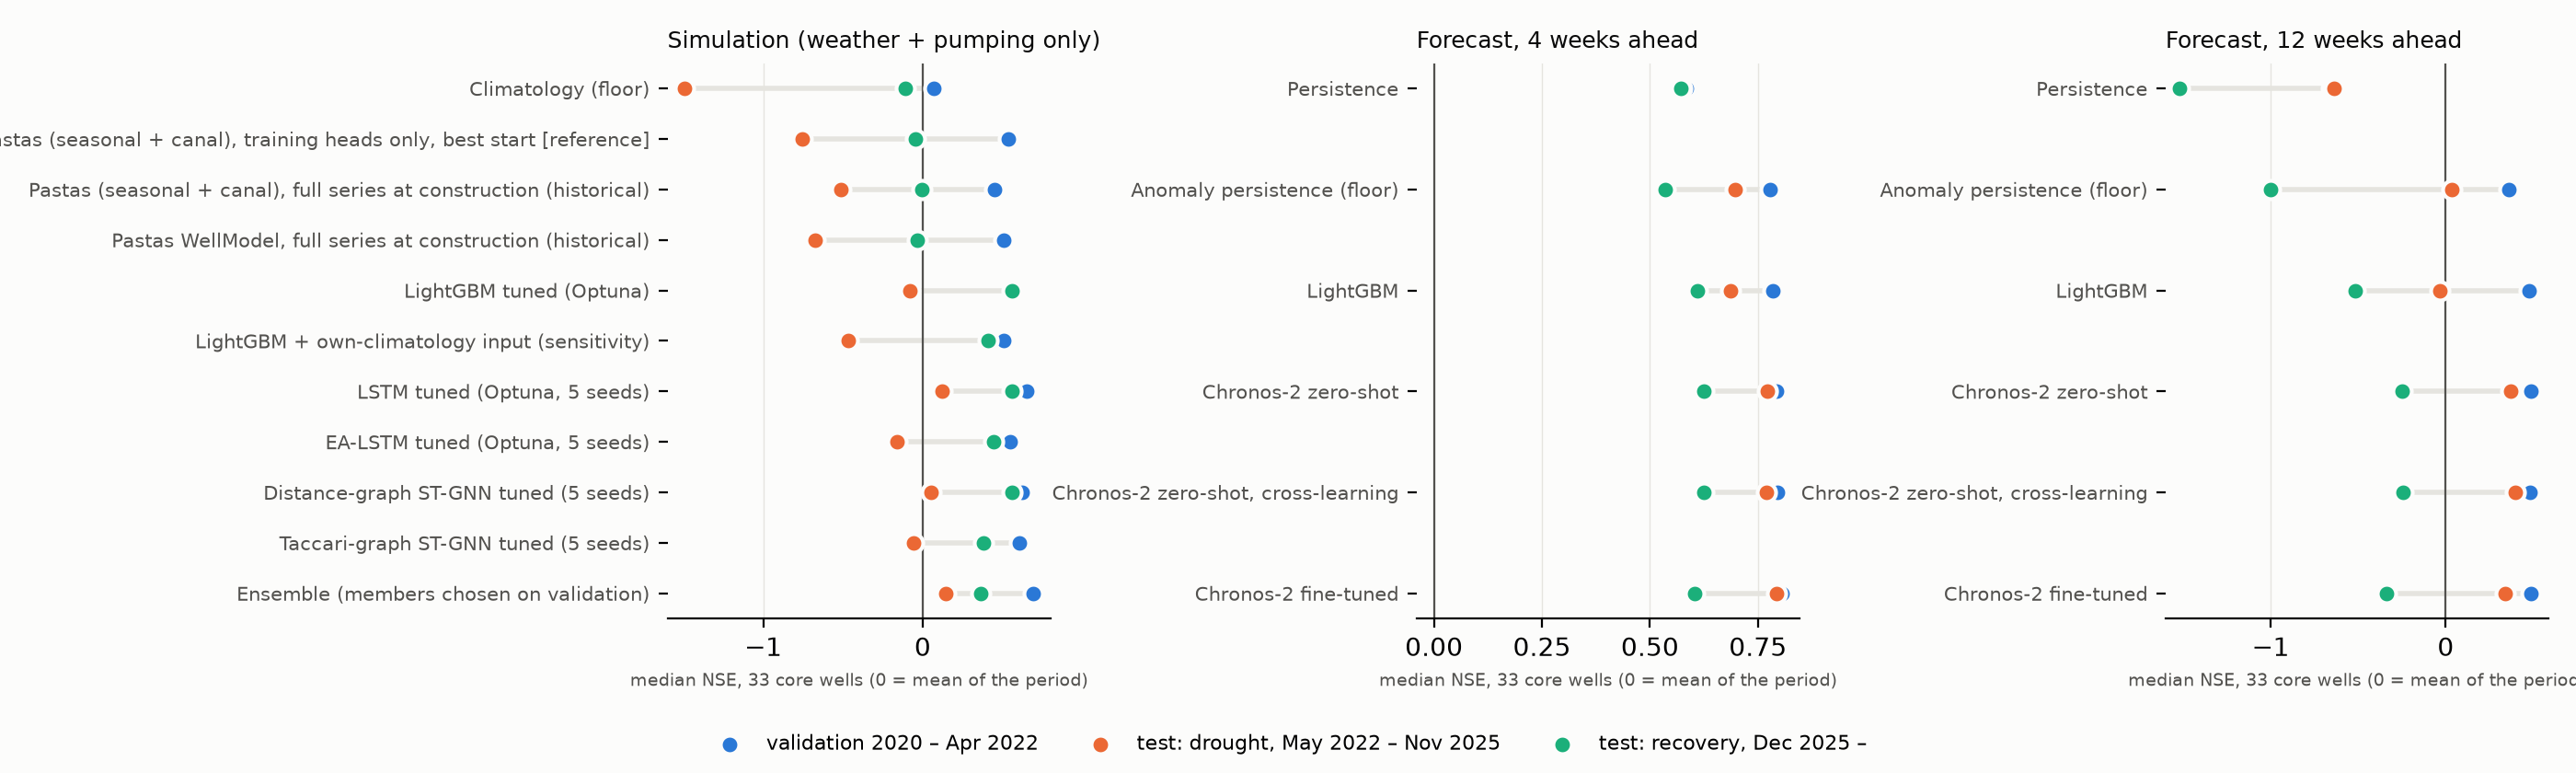 Simulation (weather + pumping only)
Climatology (floor)
(seasonal + canal), training heads only, best start [reference]
Pastas (seasonal + canal), full series at construction (historical)
Pastas WellModel, full series at construction (historical)
LightGBM tuned (Optuna)
LightGBM + own-climatology input (sensitivity)
LSTM tuned (Optuna, 5 seeds)
EA-LSTM tuned (Optuna, 5 seeds)
Distance-graph ST-GNN tuned (5 seeds)
Taccari-graph ST-GNN tuned (5 seeds)
Ensemble (members chosen on validation)
−1 0
median NSE, 33 core wells (0 = mean of the period)
Forecast, 4 weeks ahead
Persistence
Anomaly persistence (floor)
LightGBM
Chronos-2 zero-shot
Chronos-2 zero-shot, cross-learning
Chronos-2 fine-tuned
0.00 0.25 0.50 0.75
median NSE, 33 core wells (0 = mean of the period)
Forecast, 12 weeks ahead
Persistence
Anomaly persistence (floor)
LightGBM
Chronos-2 zero-shot
Chronos-2 zero-shot, cross-learning
Chronos-2 fine-tuned
−1 0
median NSE, 33 core wells (0 = mean of the period
validation 2020 – Apr 2022
test: drought, May 2022 – Nov 2025
test: recovery, Dec 2025 –